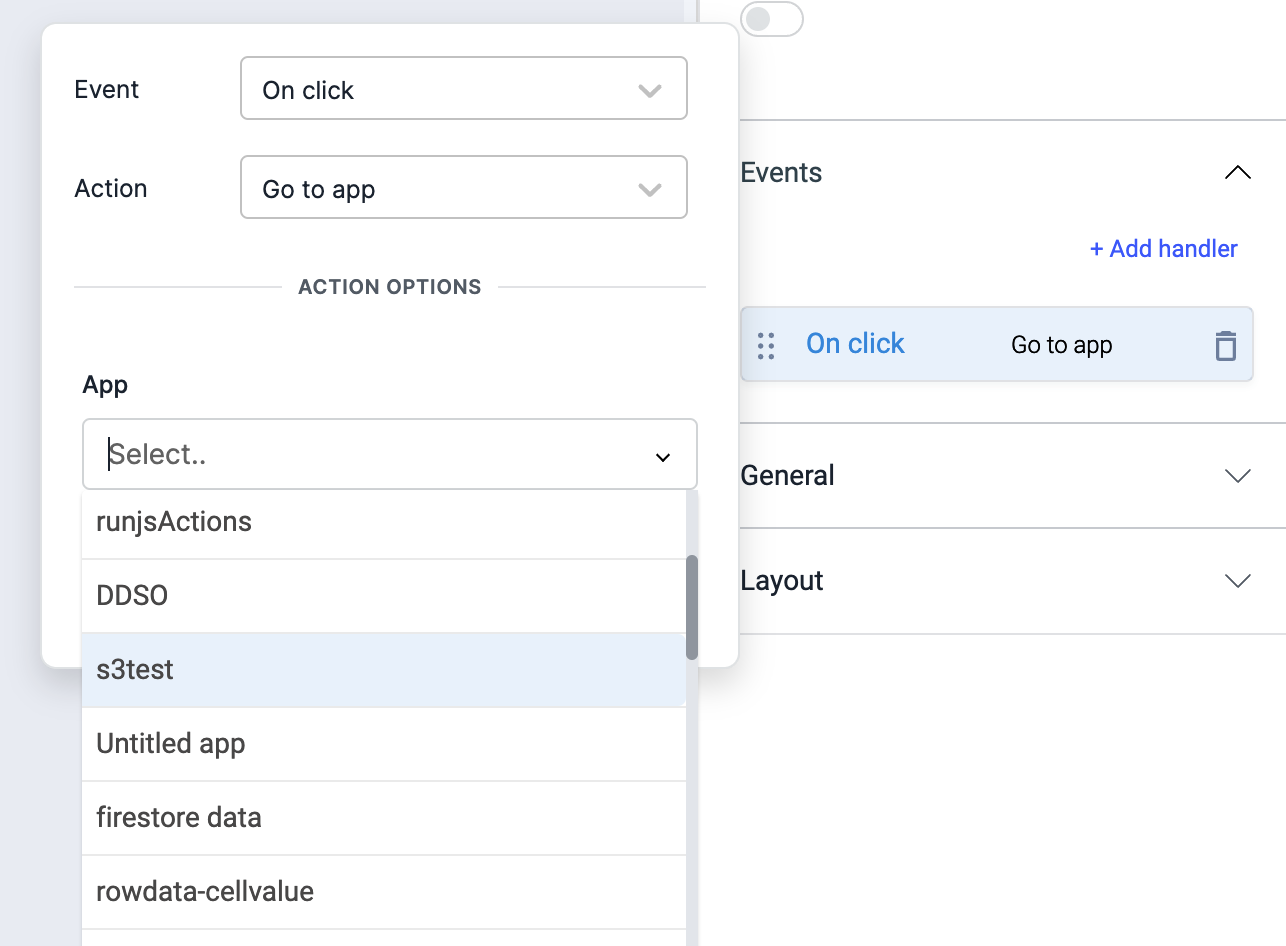 Event
On click
Action
Go to app
ACTION OPTIONS
App
Select..
runjsActions
DDSO
s3test
Untitled app
firestore data
rowdata-cellvalue
Events
+ Add handler
On click
Go to app
General
Layout